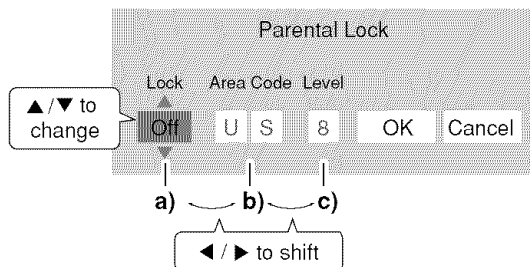 Parental Lock
Lock Area Code Level
▲/▼ to
change
Off U S 8 OK Cancel
a) b) c)
◀ / ▶ to shift